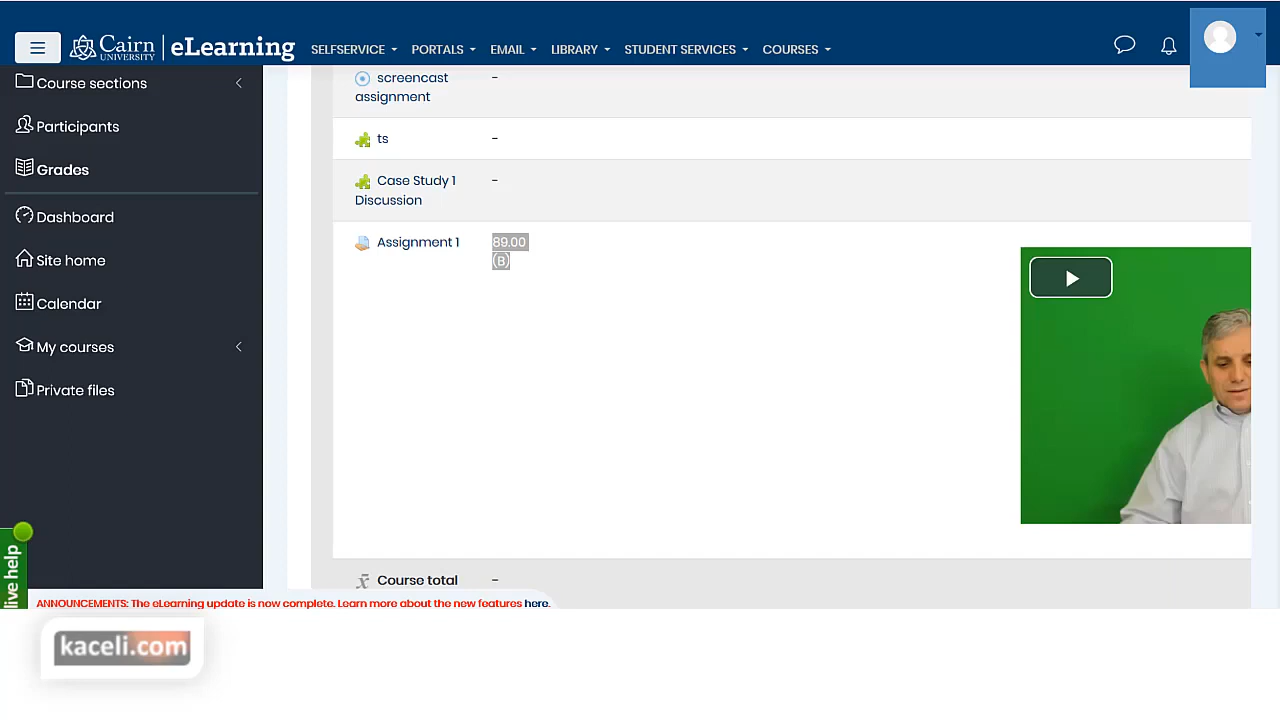 Cairn UNIVERSITY eLearning SELFSERVICE PORTALS EMAIL LIBRARY STUDENT SERVICES COURSES
Course sections
Participants
Grades
Dashboard
Site home
Calendar
My courses
Private files
live help
screencast
assignment
-
ts
-
Case Study 1
Discussion
-
Assignment 1
89.00
(B)
x̄ Course total
-
ANNOUNCEMENTS: The eLearning update is now complete. Learn more about the new features here.
kaceli.com